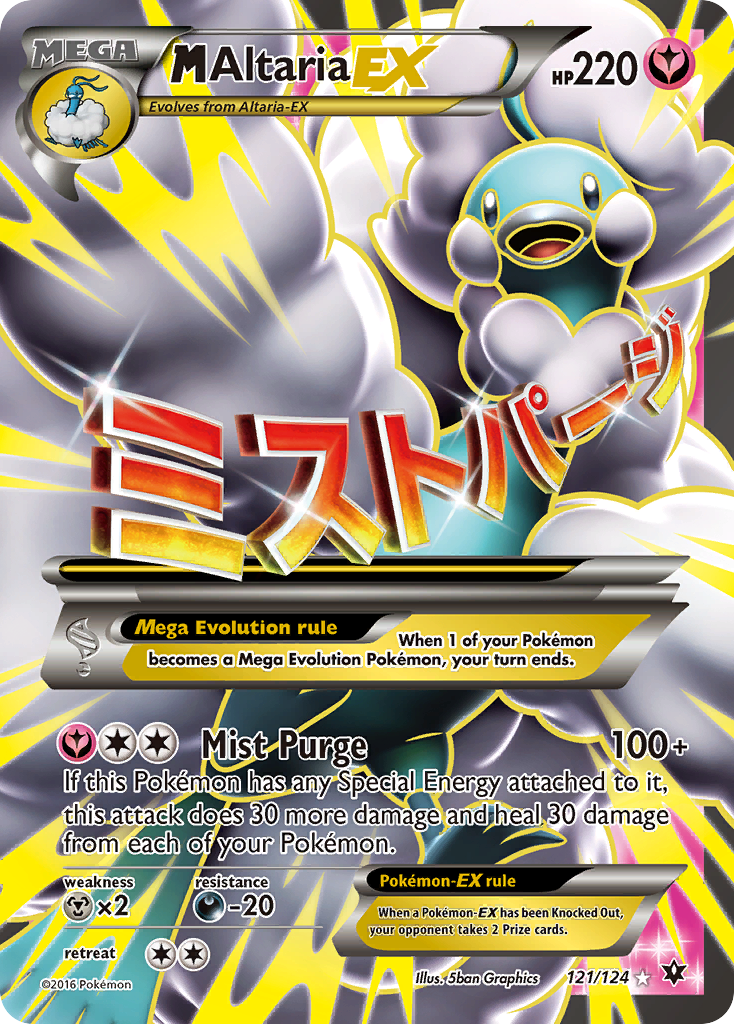 MEGA
MAltariaEX
HP220
Evolves from Altaria-EX
ミストパージ
Mega Evolution rule
When 1 of your Pokémon
becomes a Mega Evolution Pokémon, your turn ends.
Mist Purge 100+
If this Pokémon has any Special Energy attached to it,
this attack does 30 more damage and heal 30 damage
from each of your Pokémon.
weakness resistance
×2 -20
retreat
Pokémon-EX rule
When a Pokémon-EX has been Knocked Out,
your opponent takes 2 Prize cards.
©2016 Pokémon
Illus. 5ban Graphics 121/124